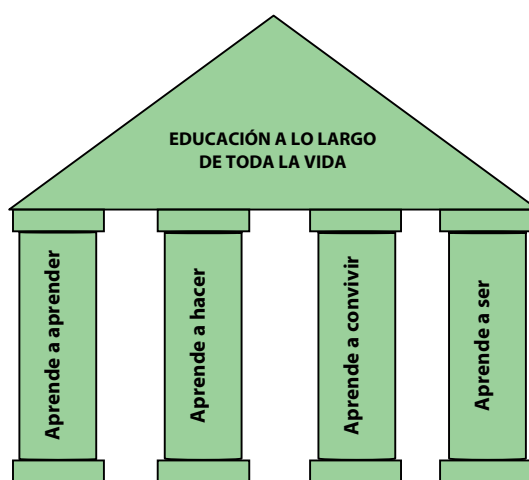 EDUCACIÓN A LO LARGO
DE TODA LA VIDA
Aprende a aprender
Aprende a hacer
Aprende a convivir
Aprende a ser